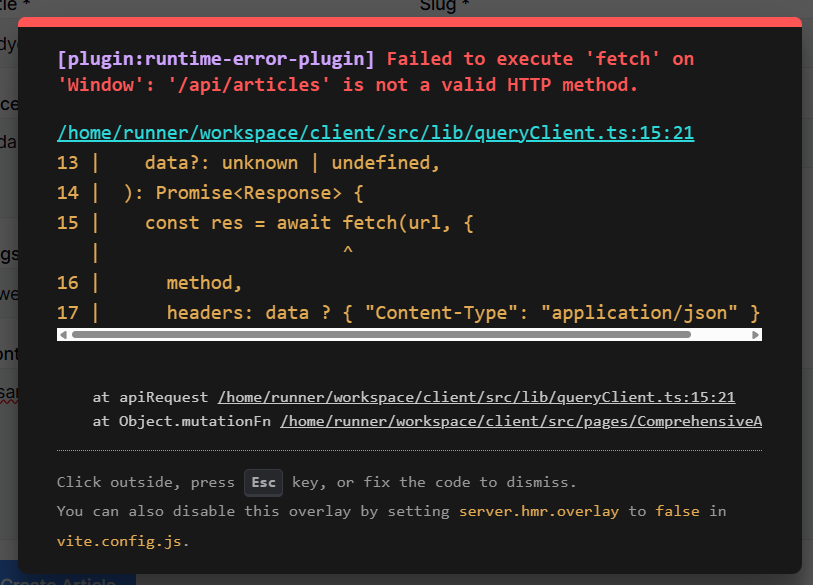 Slug *
[plugin:runtime-error-plugin] Failed to execute 'fetch' on
'Window': '/api/articles' is not a valid HTTP method.
/home/runner/workspace/client/src/lib/queryClient.ts:15:21
13 |    data?: unknown | undefined,
14 |  ): Promise<Response> {
15 |    const res = await fetch(url, {
   |                      ^
16 |      method,
17 |      headers: data ? { "Content-Type": "application/json" }
at apiRequest /home/runner/workspace/client/src/lib/queryClient.ts:15:21
at Object.mutationFn /home/runner/workspace/client/src/pages/ComprehensiveA
Click outside, press Esc key, or fix the code to dismiss.
You can also disable this overlay by setting server.hmr.overlay to false in
vite.config.js.
Create Article